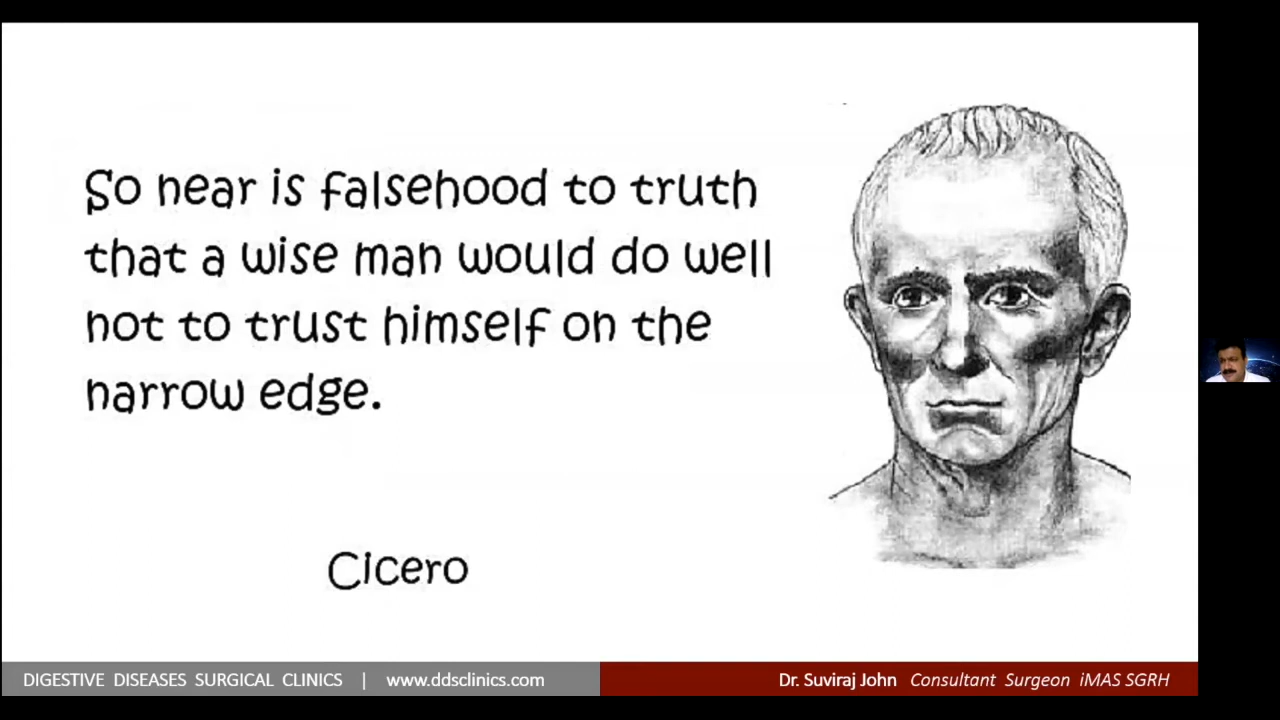 So near is falsehood to truth
that a wise man would do well
not to trust himself on the
narrow edge.
Cicero
DIGESTIVE DISEASES SURGICAL CLINICS | www.ddsclinics.com
Dr. Suviraj John Consultant Surgeon iMAS SGRH